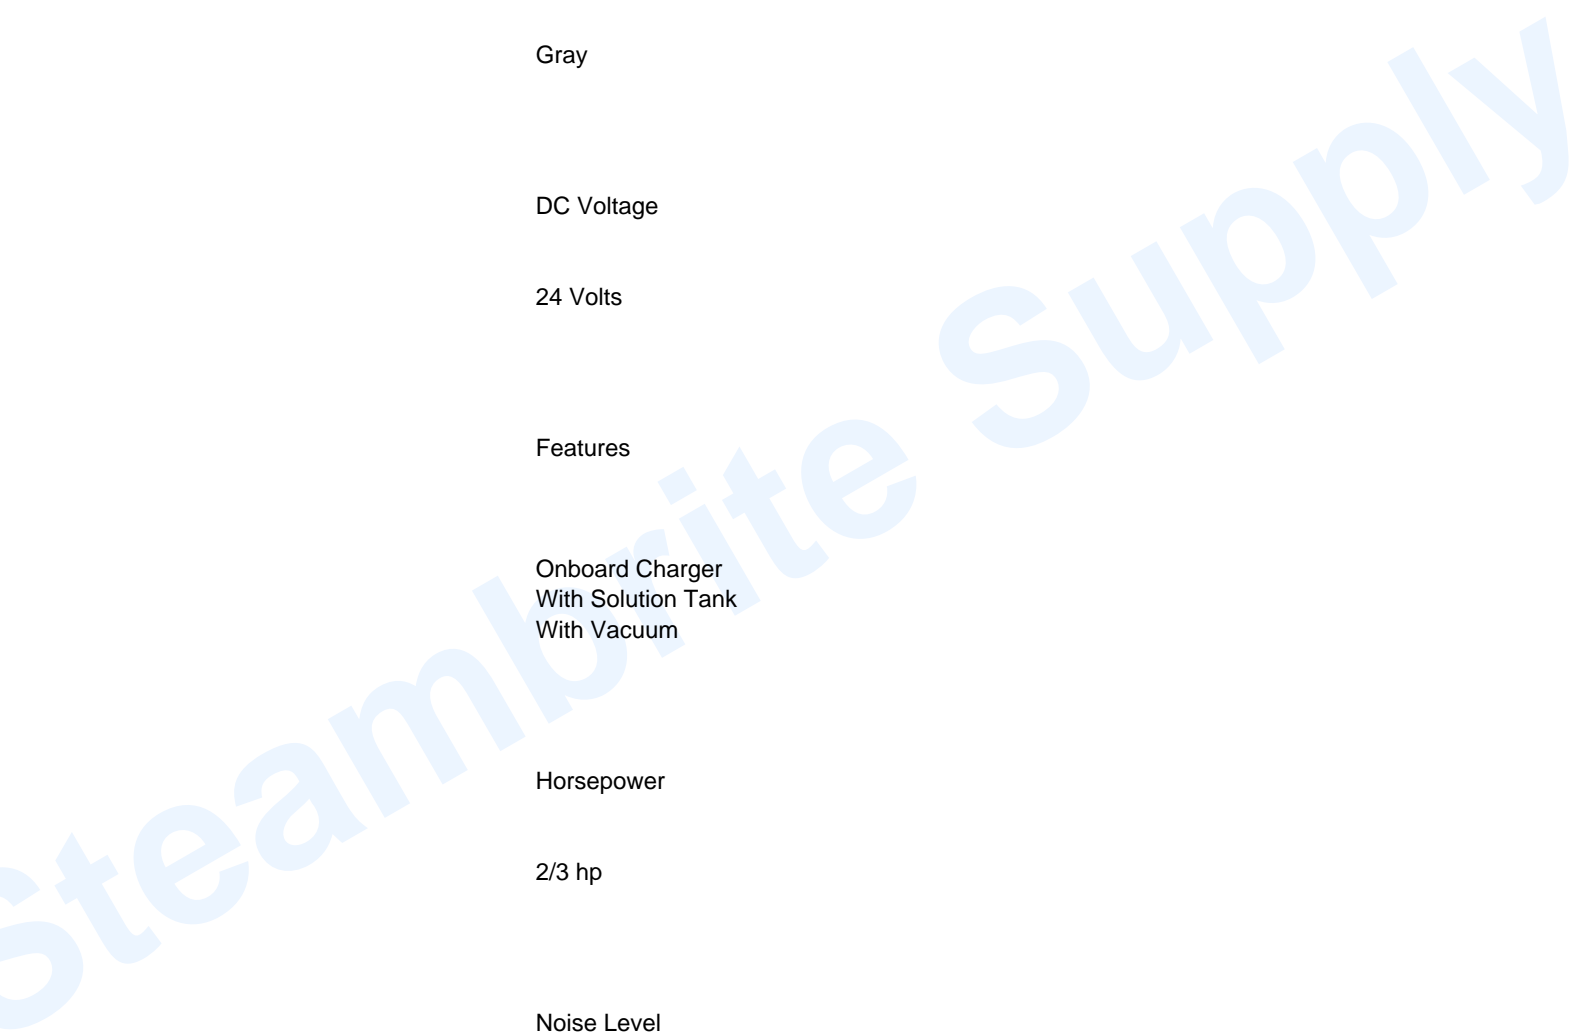 Gray
DC Voltage
24 Volts
Features
Onboard Charger
With Solution Tank
With Vacuum
Horsepower
2/3 hp
Noise Level
Steambrite Supply